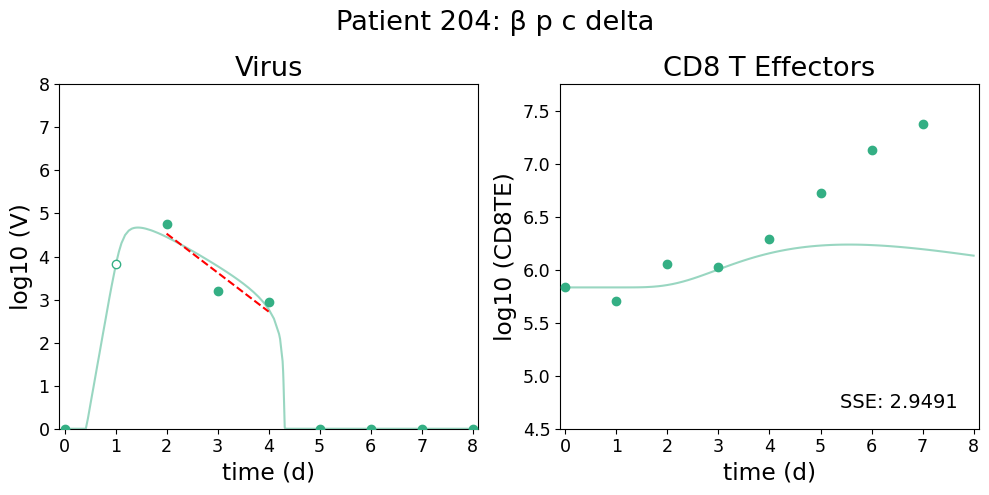 Patient 204: β p c delta
Virus
CD8 T Effectors
log10 (V)
8
7
6
5
4
3
2
1
0
0 1 2 3 4 5 6 7 8
time (d)
log10 (CD8TE)
7.5
7.0
6.5
6.0
5.5
5.0
4.5
SSE: 2.9491
0 1 2 3 4 5 6 7 8
time (d)